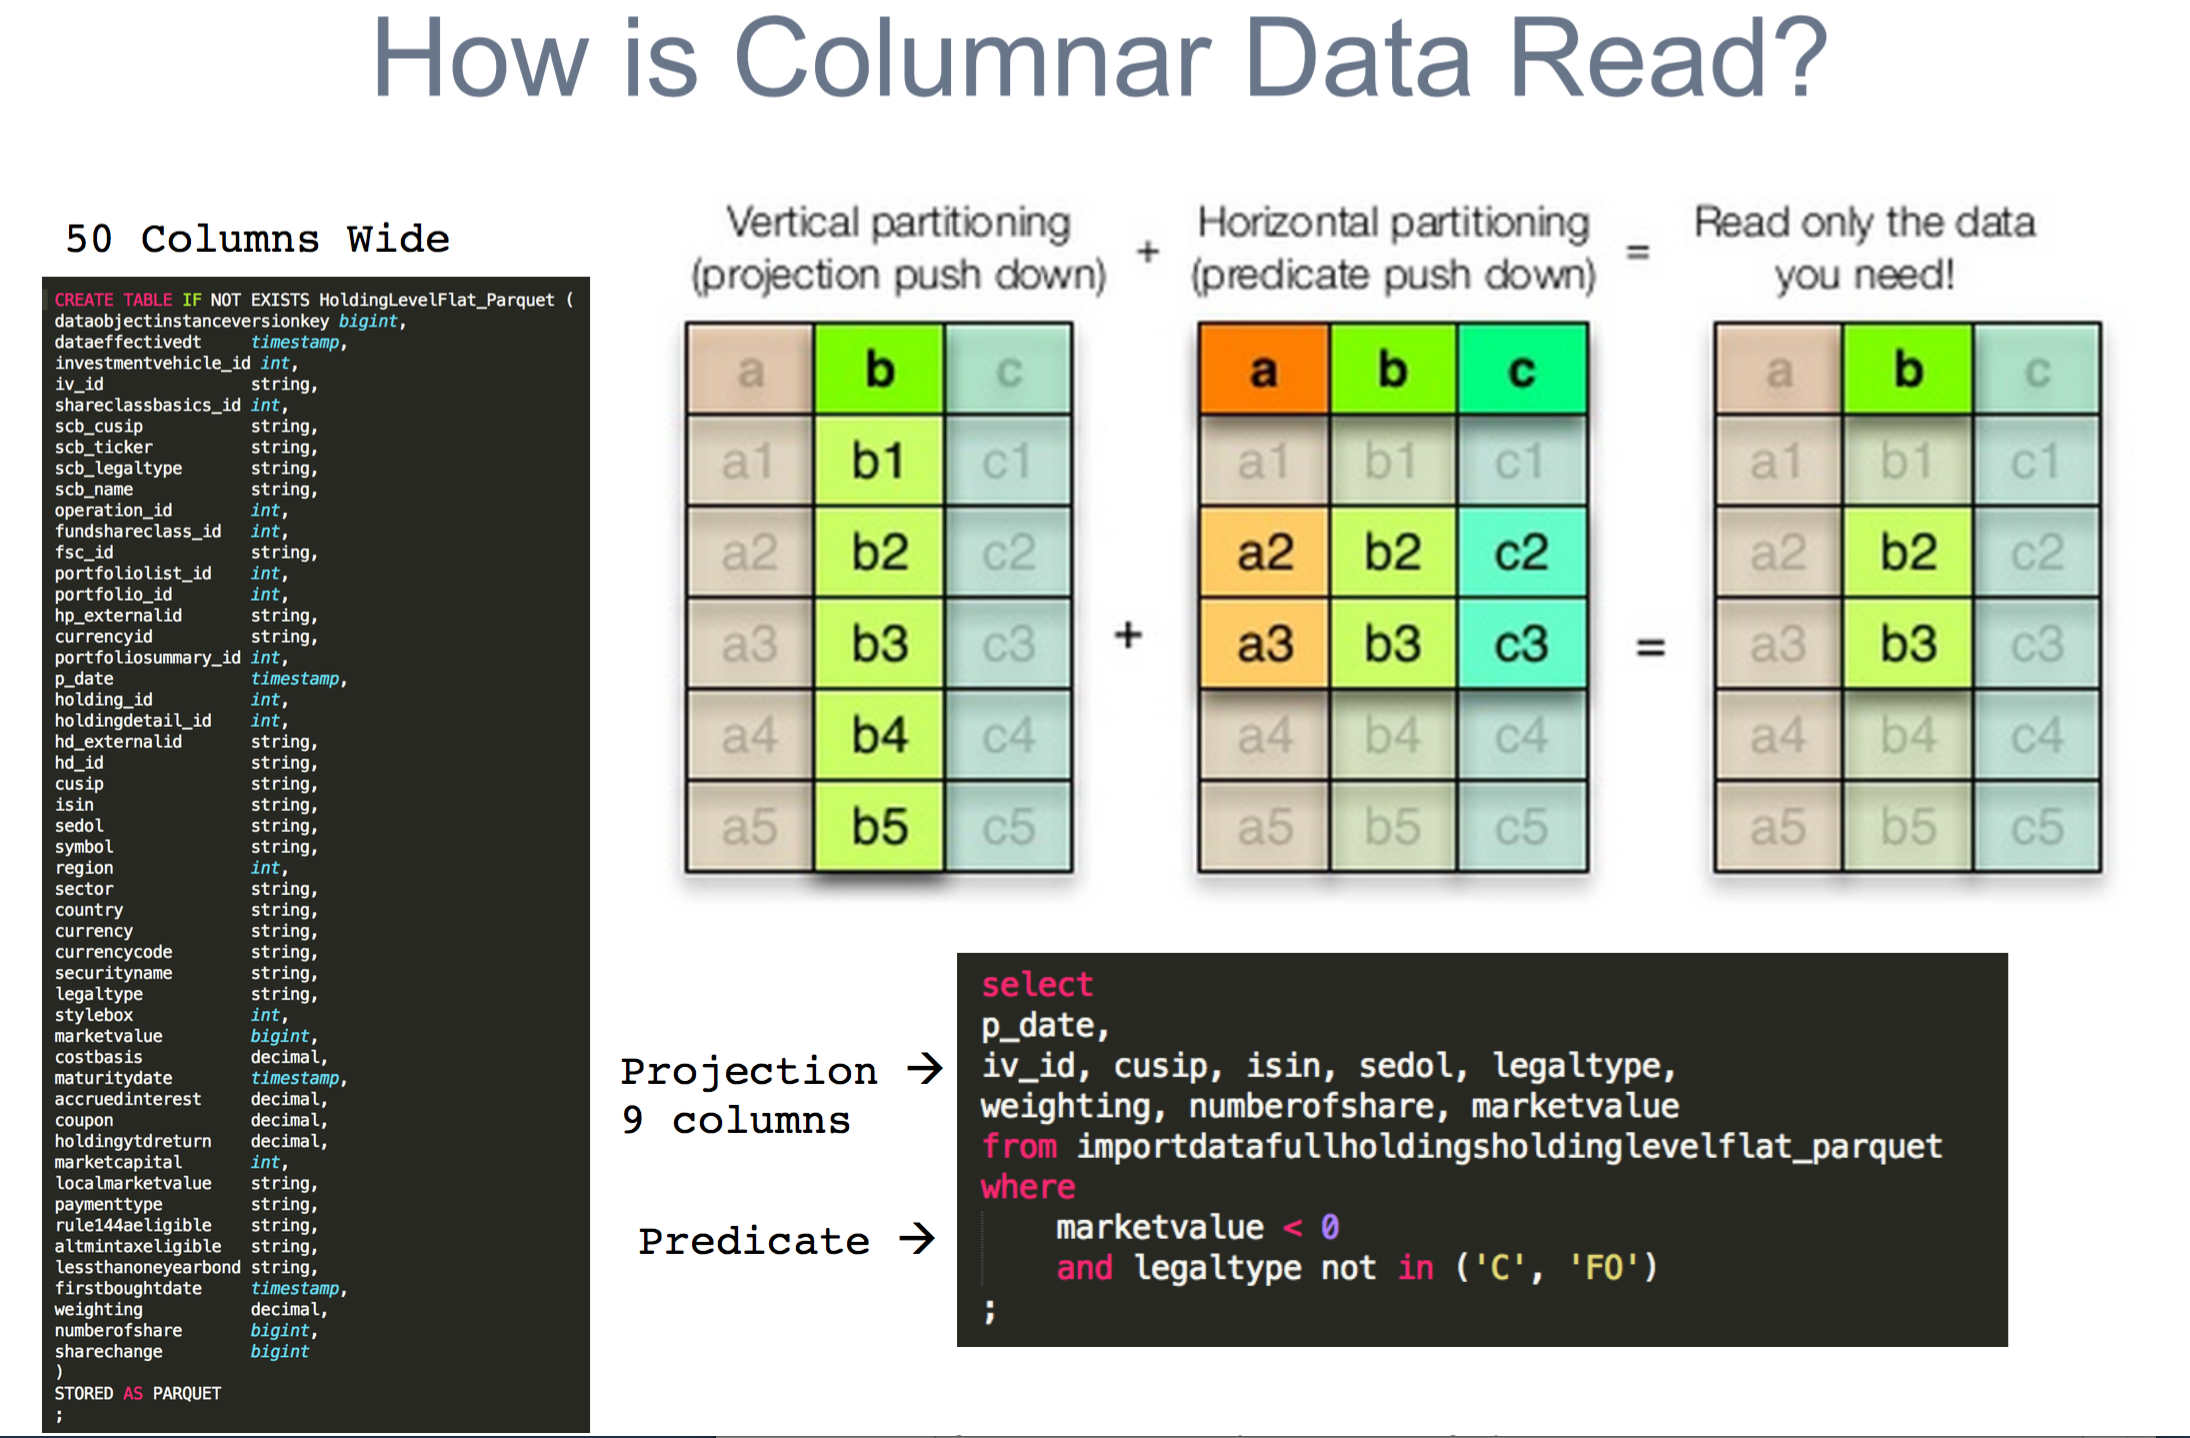 How is Columnar Data Read?
50 Columns Wide
CREATE TABLE IF NOT EXISTS HoldingLevelFlat_Parquet (
dataobjectinstanceversionkey bigint,
dataeffectivedt timestamp,
investmentvehicle_id int,
iv_id string,
shareclassbasics_id int,
scb_cusip string,
scb_ticker string,
scb_legaltype string,
scb_name string,
operation_id int,
fundshareclass_id int,
fsc_id string,
portfoliolist_id int,
portfolio_id int,
hp_externalid string,
currencyid string,
portfoliosummary_id int,
p_date timestamp,
holding_id int,
holdingdetail_id int,
hd_externalid string,
hd_id string,
cusip string,
isin string,
sedol string,
symbol string,
region int,
sector string,
country string,
currency string,
currencycode string,
securityname string,
legaltype string,
stylebox int,
marketvalue bigint,
costbasis decimal,
maturitydate timestamp,
accruedinterest decimal,
coupon decimal,
holdingytdreturn decimal,
marketcapital int,
localmarketvalue string,
paymenttype string,
rule144aeligible string,
altmintaxeligible string,
lessthanoneyearbond string,
firstboughtdate timestamp,
weighting decimal,
numberofshare bigint,
sharechange bigint
)
STORED AS PARQUET
;
Vertical partitioning
(projection push down)
+
Horizontal partitioning
(predicate push down)
=
Read only the data
you need!
a b c
a1 b1 c1
a2 b2 c2
a3 b3 c3
a4 b4 c4
a5 b5 c5
+
a b c
a1 b1 c1
a2 b2 c2
a3 b3 c3
a4 b4 c4
a5 b5 c5
=
a b c
a1 b1 c1
a2 b2 c2
a3 b3 c3
a4 b4 c4
a5 b5 c5
Projection →
9 columns
Predicate →
select
p_date,
iv_id, cusip, isin, sedol, legaltype,
weighting, numberofshare, marketvalue
from importdatafullholdingsholdinglevelflat_parquet
where
marketvalue < 0
and legaltype not in ('C', 'FO')
;